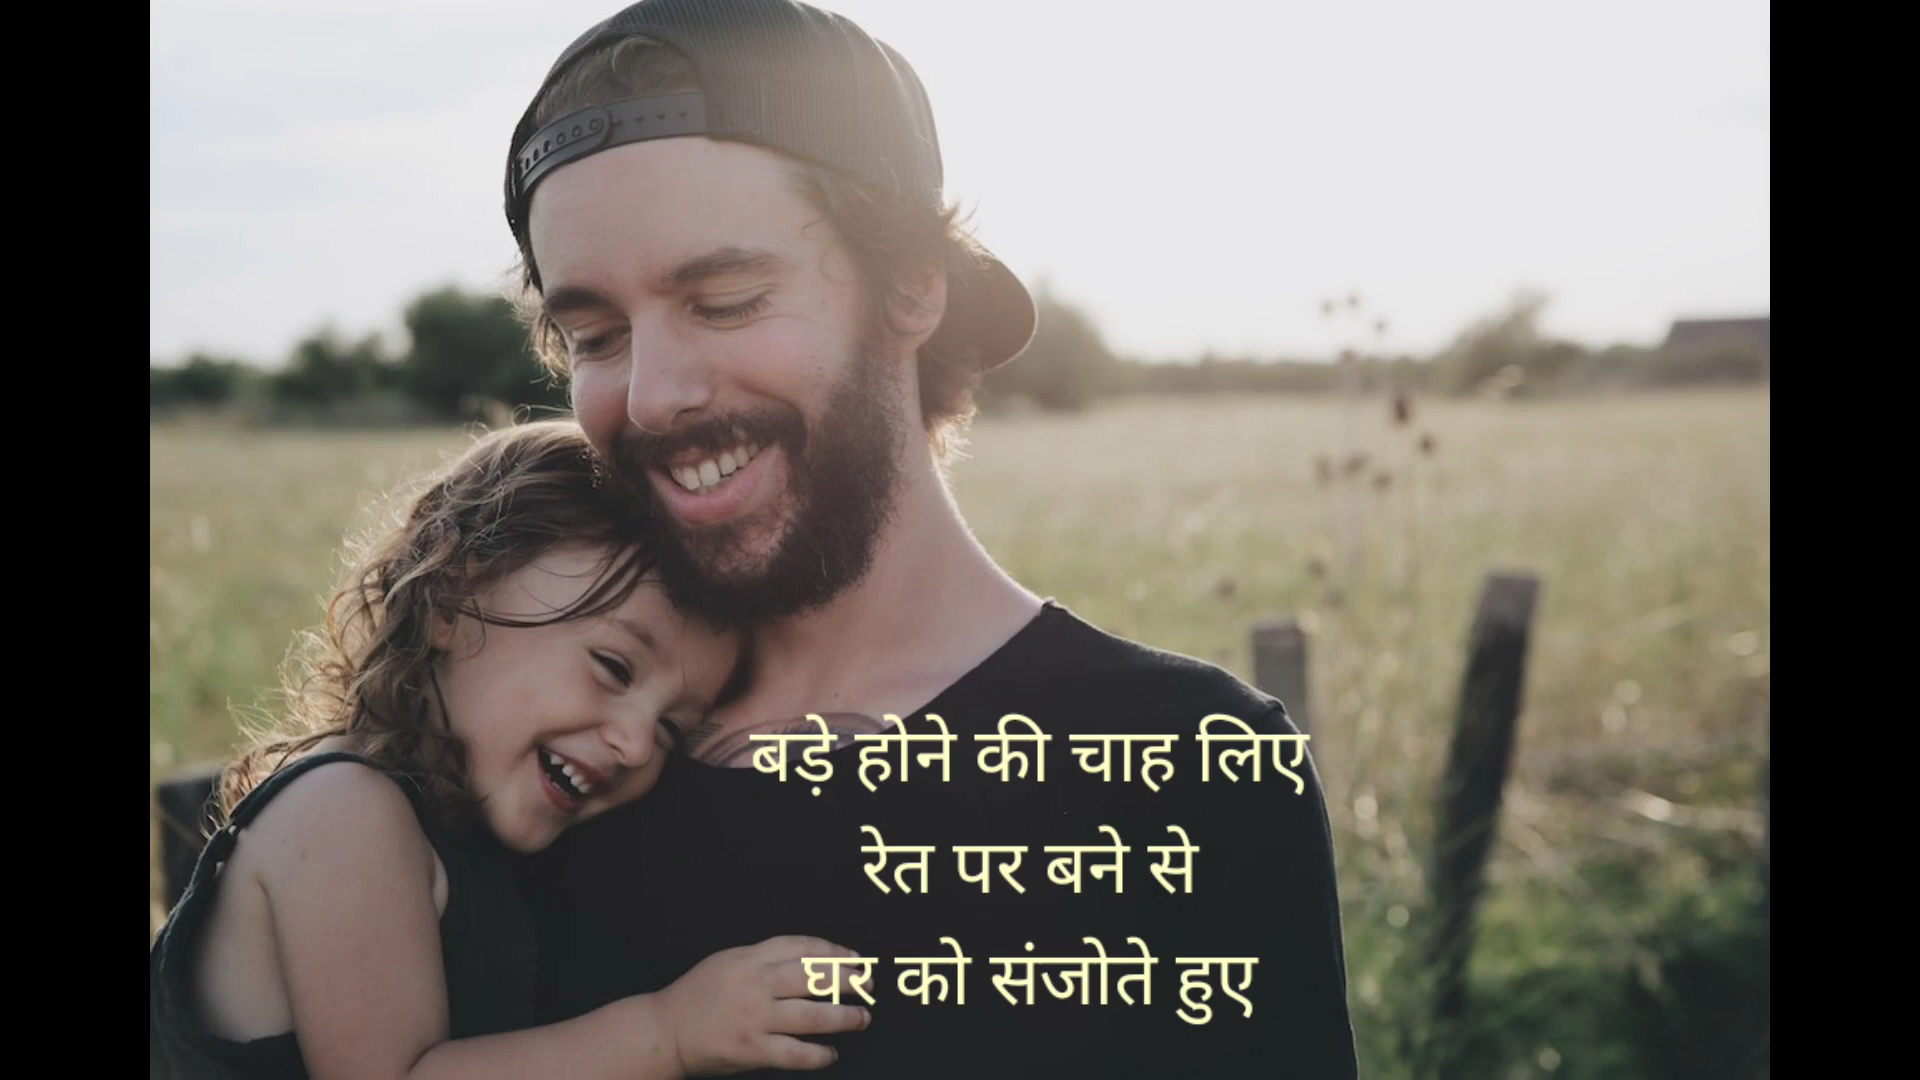 बड़े होने की चाह लिए
रेत पर बने से
घर को संजोते हुए